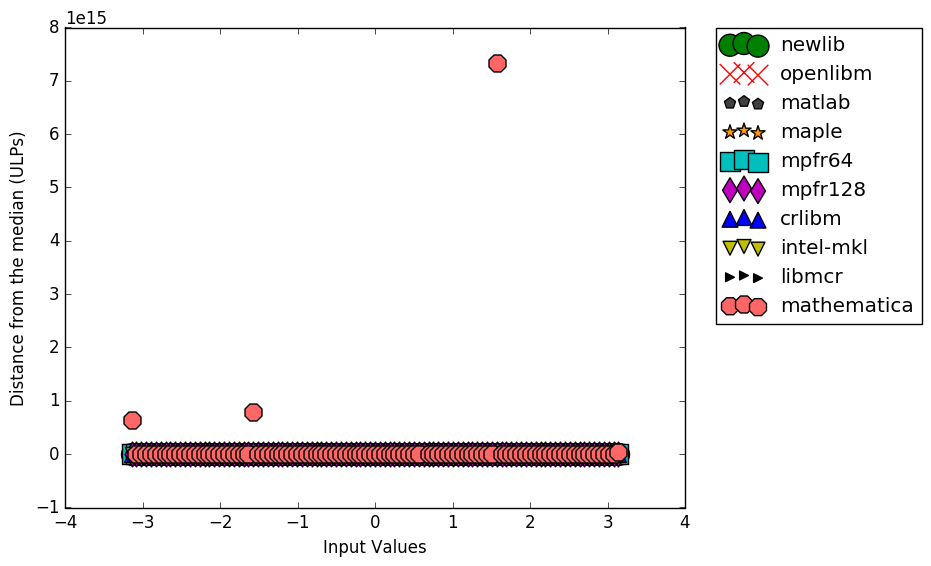 1e15
8
7
6
5
4
3
2
1
0
−1
−4
−3
−2
−1
0
1
2
3
4
Distance from the median (ULPs)
Input Values
newlib
openlibm
matlab
maple
mpfr64
mpfr128
crlibm
intel-mkl
libmcr
mathematica